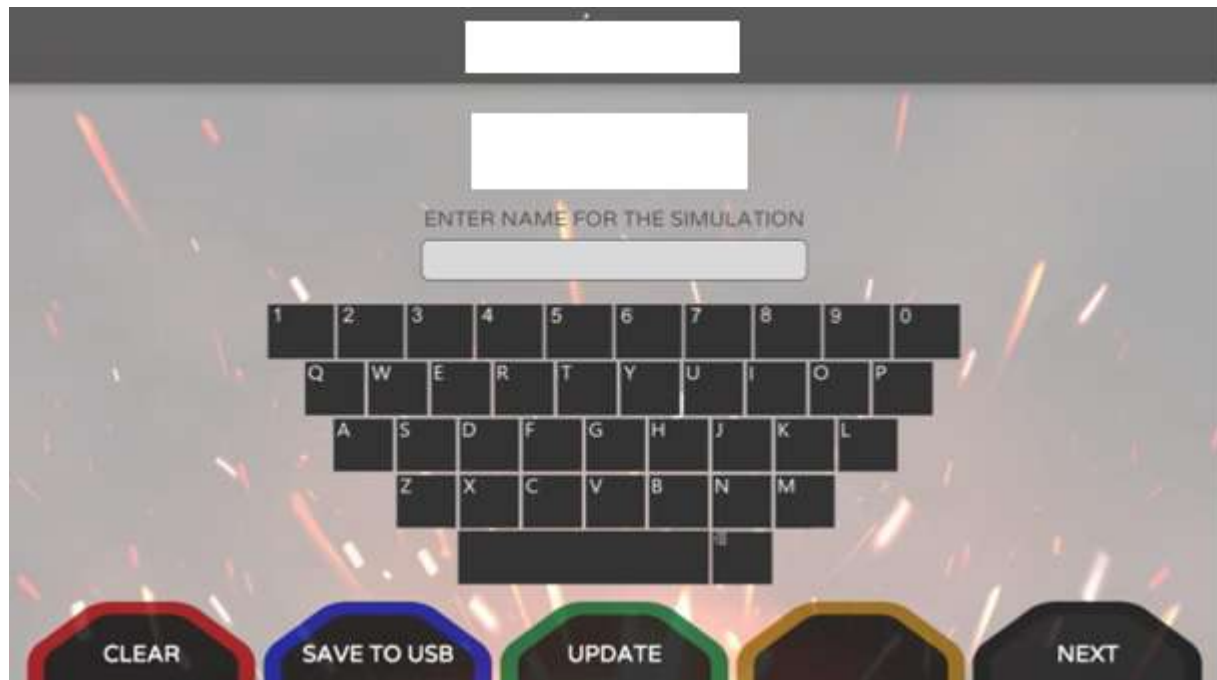 ENTER NAME FOR THE SIMULATION
1 2 3 4 5 6 7 8 9 0
Q W E R T Y U I O P
A S D F G H J K L
Z X C V B N M
CLEAR SAVE TO USB UPDATE NEXT